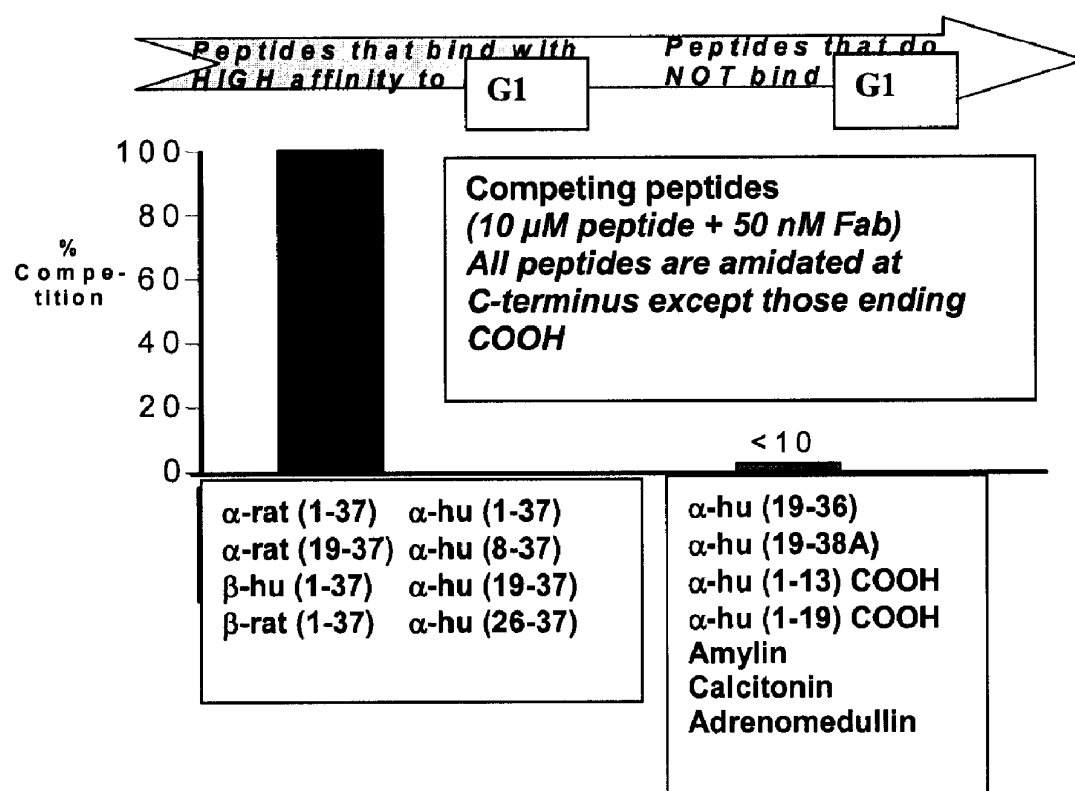 Peptides that bind with
HIGH affinity to
G1
Peptides that do
NOT bind
G1
100
80
60
40
20
0
%
Compe-
tition
Competing peptides
(10 µM peptide + 50 nM Fab)
All peptides are amidated at
C-terminus except those ending
COOH
<10
α-rat (1-37) α-hu (1-37)
α-rat (19-37) α-hu (8-37)
β-hu (1-37) α-hu (19-37)
β-rat (1-37) α-hu (26-37)
α-hu (19-36)
α-hu (19-38A)
α-hu (1-13) COOH
α-hu (1-19) COOH
Amylin
Calcitonin
Adrenomedullin